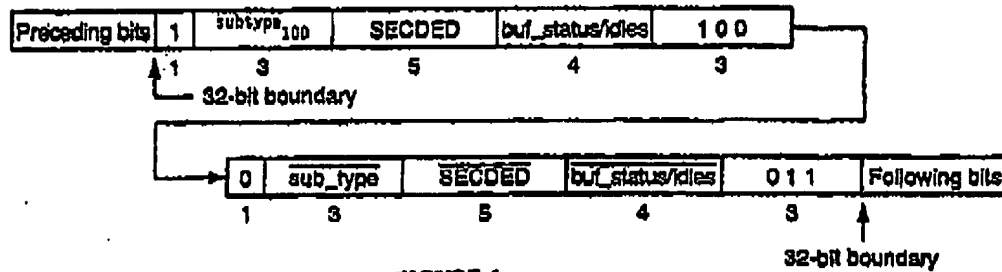 Preceding bits 1 subtype100 SECDED buf_status/idles 1 0 0
1 3 5 4 3
32-bit boundary
0 sub_type SECDED buf_status/idles 0 1 1 Following bits
1 3 5 4 3
32-bit boundary